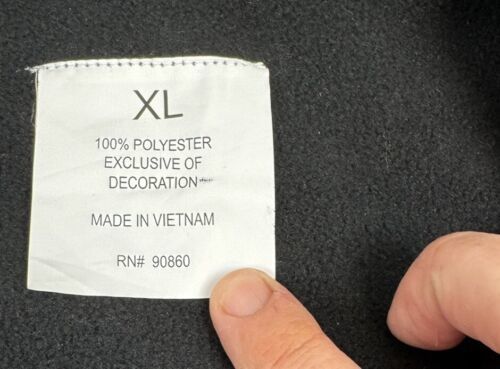 XL
100% POLYESTER
EXCLUSIVE OF
DECORATION
MADE IN VIETNAM
RN# 90860